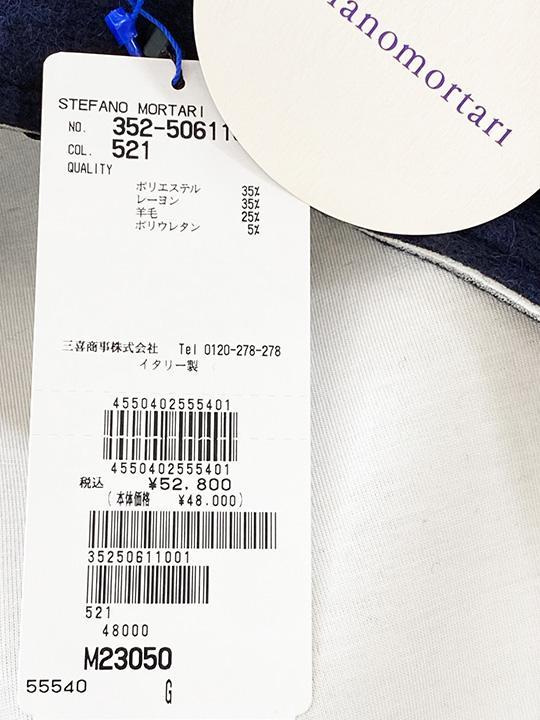 STEFANO MORTARI
NO. 352-50611
COL. 521
QUALITY
ポリエステル 35%
レーヨン 35%
羊毛 25%
ポリウレタン 5%
三喜商事株式会社 Tel 0120-278-278
イタリー製
4550402555401
4550402555401
税込 ¥52,800
(本体価格 ¥48,000)
35250611001
521
48000
M23050
55540 G
anomortari